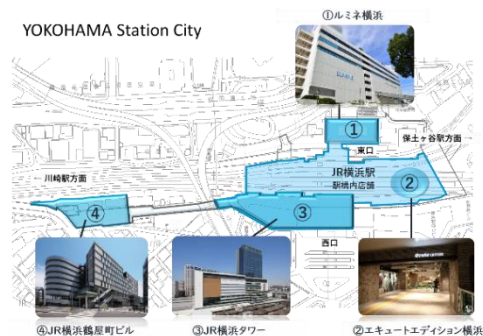 YOKOHAMA Station City
①ルミネ横浜
①
東口
保土ヶ谷駅方面
JR横浜駅
駅構内店舗
②
川崎駅方面
④
③
西口
④JR横浜鶴屋町ビル
③JR横浜タワー
②エキュートエディション横浜